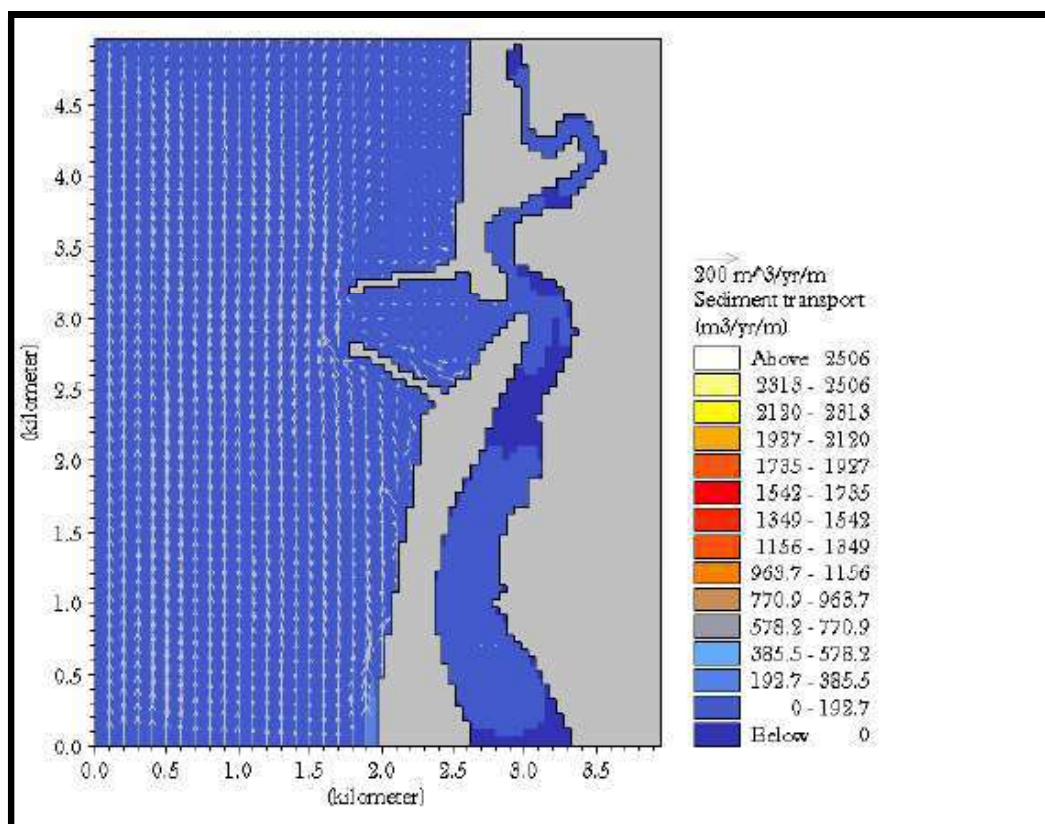 4.5
4.0
3.5
3.0
2.5
2.0
1.5
1.0
0.5
0.0
(kilometer)
0.0 0.5 1.0 1.5 2.0 2.5 3.0 3.5
(kilometer)
200 m^3/yr/m
Sediment transport
(m3/yr/m)
Above 2506
2313 - 2506
2120 - 2313
1927 - 2120
1735 - 1927
1542 - 1735
1349 - 1542
1156 - 1349
963.7 - 1156
770.9 - 963.7
578.2 - 770.9
385.5 - 578.2
192.7 - 385.5
0 - 192.7
Below 0